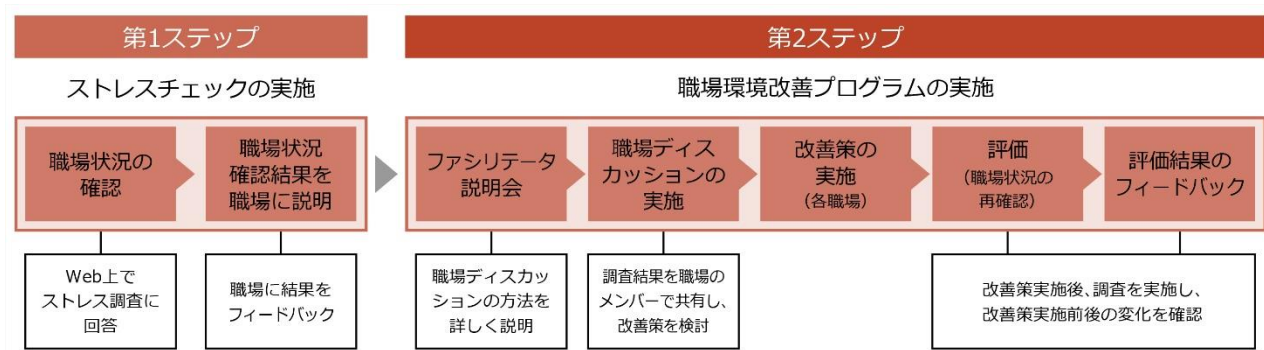 第1ステップ
第2ステップ
ストレスチェックの実施
職場環境改善プログラムの実施
職場状況の
確認
職場状況
確認結果を
職場に説明
ファシリテータ
説明会
職場ディス
カッションの
実施
改善策の
実施
(各職場)
評価
(職場状況の
再確認)
評価結果の
フィードバック
Web上で
ストレス調査に
回答
職場に結果を
フィードバック
職場ディスカッ
ションの方法を
詳しく説明
調査結果を職場の
メンバーで共有し、
改善策を検討
改善策実施後、調査を実施し、
改善策実施前後の変化を確認